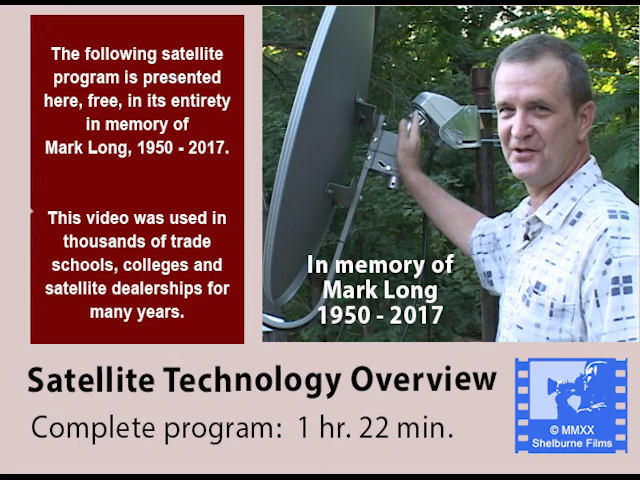 The following satellite
program is presented
here, free, in its entirety
in memory of
Mark Long, 1950 - 2017.
This video was used in
thousands of trade
schools, colleges and
satellite dealerships for
many years.
In memory of
Mark Long
1950 - 2017
Satellite Technology Overview
Complete program: 1 hr. 22 min.
© MMXX
Shelburne Films